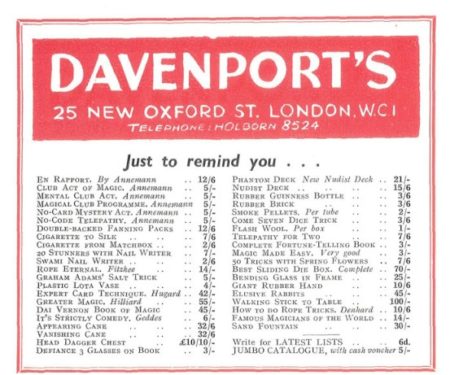 DAVENPORT'S
25 NEW OXFORD ST. LONDON, W.C.1
TELEPHONE: HOLBORN 8524
Just to remind you . . .
EN RAPPORT. By Annemann .. 12/6
CLUB ACT OF MAGIC. Annemann .. 5/-
MENTAL CLUB ACT. Annemann .. 5/-
MAGICAL CLUB PROGRAMME. Annemann 5/-
NO-CARD MYSTERY ACT. Annemann .. 5/-
NO-CODE TELEPATHY. Annemann .. 5/-
DOUBLE-BACKED FANNING PACKS .. 12/6
CIGARETTE TO SILK .. .. 7/6
CIGARETTE FROM MATCHBOX .. .. 2/6
20 STUNNERS WITH NAIL WRITER .. 7/-
SWAMI NAIL WRITER .. .. 2/6
ROPE ETERNAL. Fitzkee .. .. 14/-
GRAHAM ADAMS' SALT TRICK .. 5/-
PLASTIC LOTA VASE .. .. 4/-
EXPERT CARD TECHNIQUE. Hugard .. 42/-
GREATER MAGIC. Hilliard .. .. 55/-
DAI VERNON BOOK OF MAGIC .. 45/-
IT'S STRICTLY COMEDY. Geddes .. 6/-
APPEARING CANE .. .. 32/6
VANISHING CANE .. .. 32/6
HEAD DAGGER CHEST .. £10/10/-
DEFIANCE 3 GLASSES ON BOOK .. 3/-
PHANTOM DECK New Nudist Deck .. 21/-
NUDIST DECK .. .. .. 15/6
RUBBER GUINNESS BOTTLE .. .. 3/6
RUBBER BRICK .. .. .. 3/6
SMOKE PELLETS. Per tube .. .. 2/-
COME SEVEN DICE TRICK .. .. 3/6
FLASH WOOL. Per box .. .. 1/-
TELEPATHY FOR TWO .. .. 7/6
COMPLETE FORTUNE-TELLING BOOK .. 3/-
MAGIC MADE EASY. Very good .. 3/-
50 TRICKS WITH SPRING FLOWERS .. 7/6
BEST SLIDING DIE BOX. Complete .. 70/-
BENDING GLASS IN FRAME .. .. 25/-
GIANT RUBBER HAND .. .. 10/6
ELUSIVE RABBITS .. .. 45/-
WALKING STICK TO TABLE .. .. 100/-
HOW TO DO ROPE TRICKS. Denhard .. 10/6
FAMOUS MAGICIANS OF THE WORLD .. 14/-
SAND FOUNTAIN .. .. .. 30/-
Write for LATEST LISTS .. .. 6d.
JUMBO CATALOGUE, with cash voucher 5/-